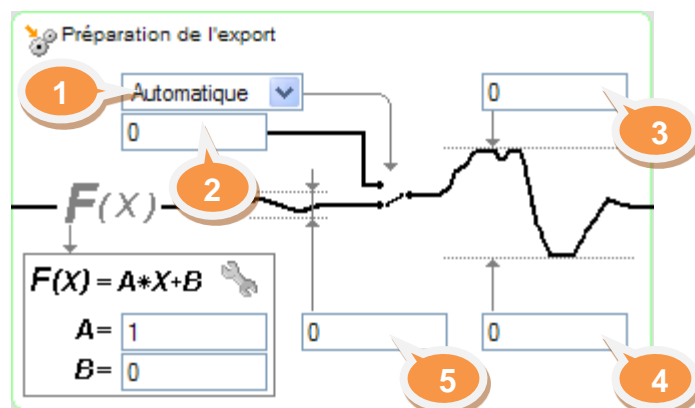 Préparation de l'export
1
Automatique
0
2
0
3
F(X)
F(X) = A*X+B
A= 1
B= 0
0
5
0
4